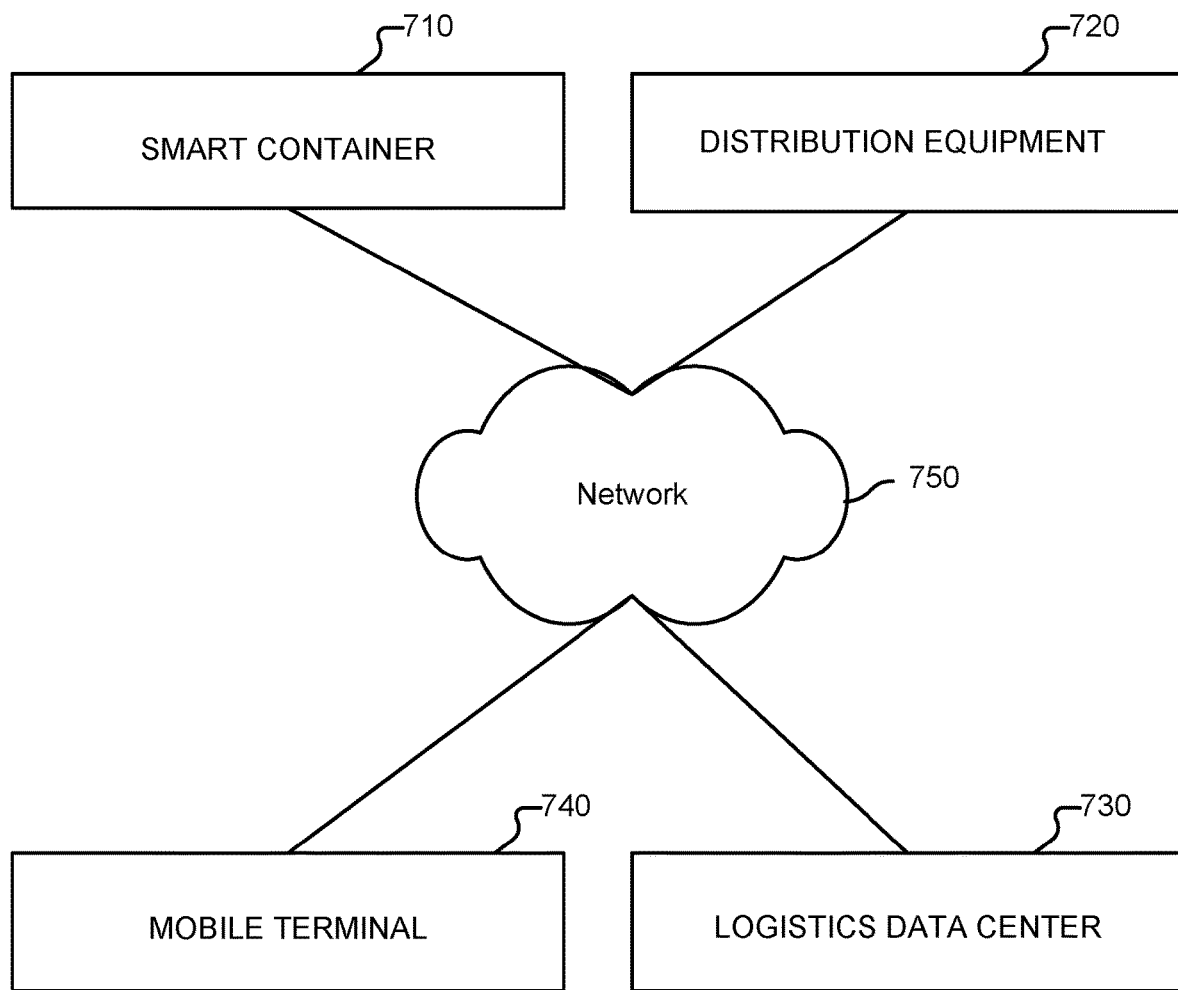 710
720
SMART CONTAINER
DISTRIBUTION EQUIPMENT
Network
750
740
730
MOBILE TERMINAL
LOGISTICS DATA CENTER